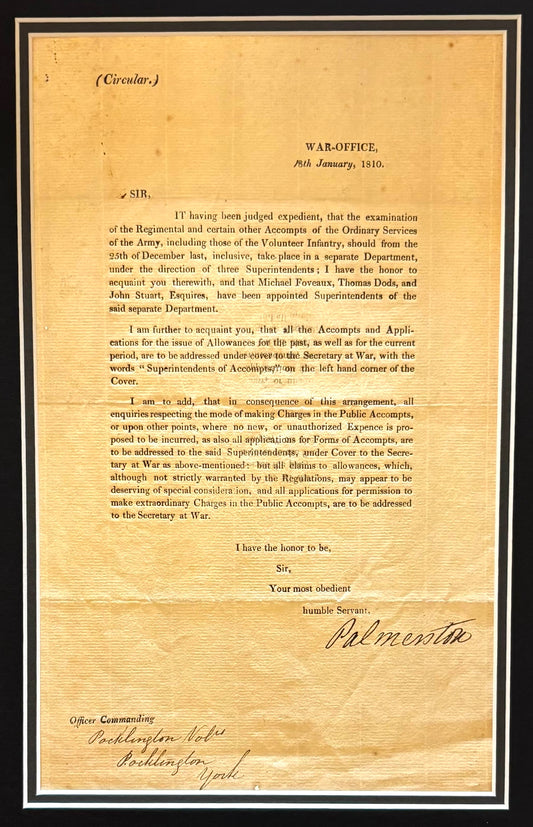 (Circular.)
WAR-OFFICE,
18th January, 1810.
SIR,
IT having been judged expedient, that the examination
of the Regimental and certain other Accompts of the Ordinary Services
of the Army, including those of the Volunteer Infantry, should from the
25th of December last, inclusive, take place in a separate Department,
under the direction of three Superintendents; I have the honor to
acquaint you therewith, and that Michael Foveaux, Thomas Dods, and
John Stuart, Esquires, have been appointed Superintendents of the
said separate Department.
I am further to acquaint you, that all the Accompts and Appli-
cations for the issue of Allowances for the past, as well as for the current
period, are to be addressed under cover to the Secretary at War, with the
words "Superintendents of Accompts," on the left hand corner of the
Cover.
I am to add, that in consequence of this arrangement, all
enquiries respecting the mode of making Charges in the Public Accompts,
or upon other points, where no new, or unauthorized Expence is pro-
posed to be incurred, as also all applications for Forms of Accompts, are
to be addressed to the said Superintendents, under Cover to the Secre-
tary at War as above-mentioned: but all claims to allowances, which,
although not strictly warranted by the Regulations, may appear to be
deserving of special consideration, and all applications for permission to
make extraordinary Charges in the Public Accompts, are to be addressed
to the Secretary at War.
I have the honor to be,
Sir,
Your most obedient
humble Servant.
Palmerston
Officer Commanding
Pocklington Volrs
Pocklington
York